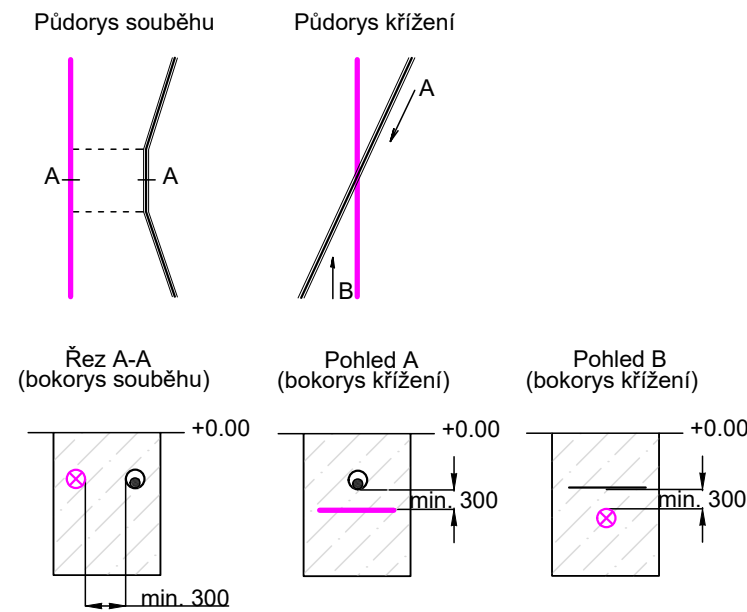 Půdorys souběhu
Půdorys křížení
A
A
A
B
Řez A-A
(bokorys souběhu)
Pohled A
(bokorys křížení)
Pohled B
(bokorys křížení)
+0.00
+0.00
+0.00
min. 300
min. 300
min. 300